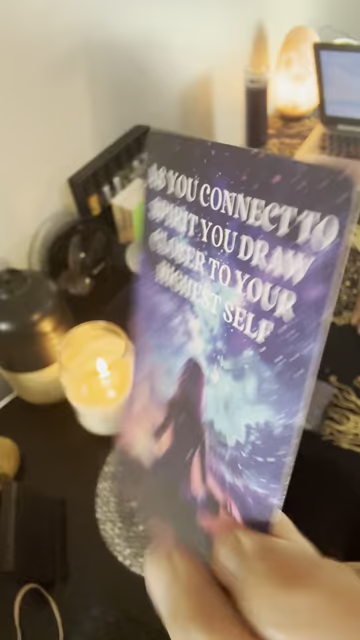 AS YOU CONNECT TO
SPIRIT YOU DRAW
CLOSER TO YOUR
HIGHEST SELF